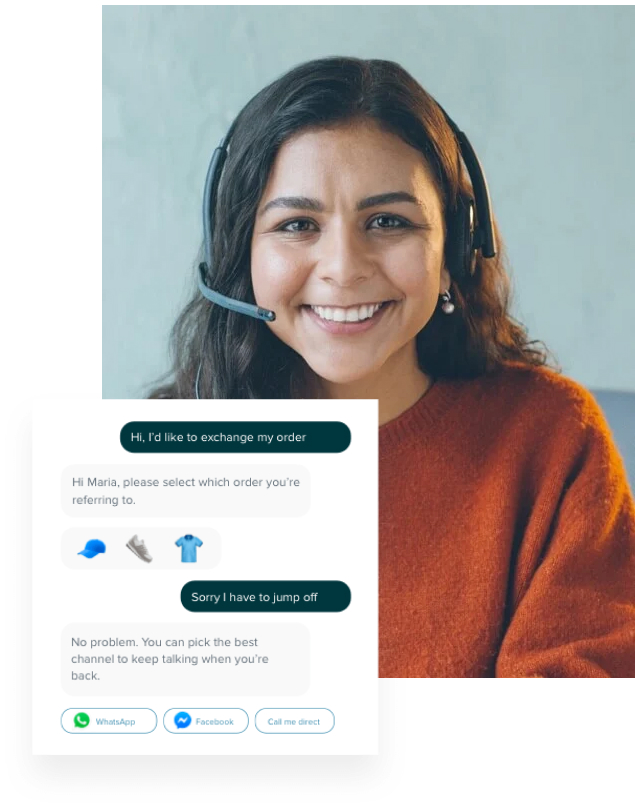 Hi, I'd like to exchange my order
Hi Maria, please select which order you're
referring to.
Sorry I have to jump off
No problem. You can pick the best
channel to keep talking when you're
back.
WhatsApp
Facebook
Call me direct